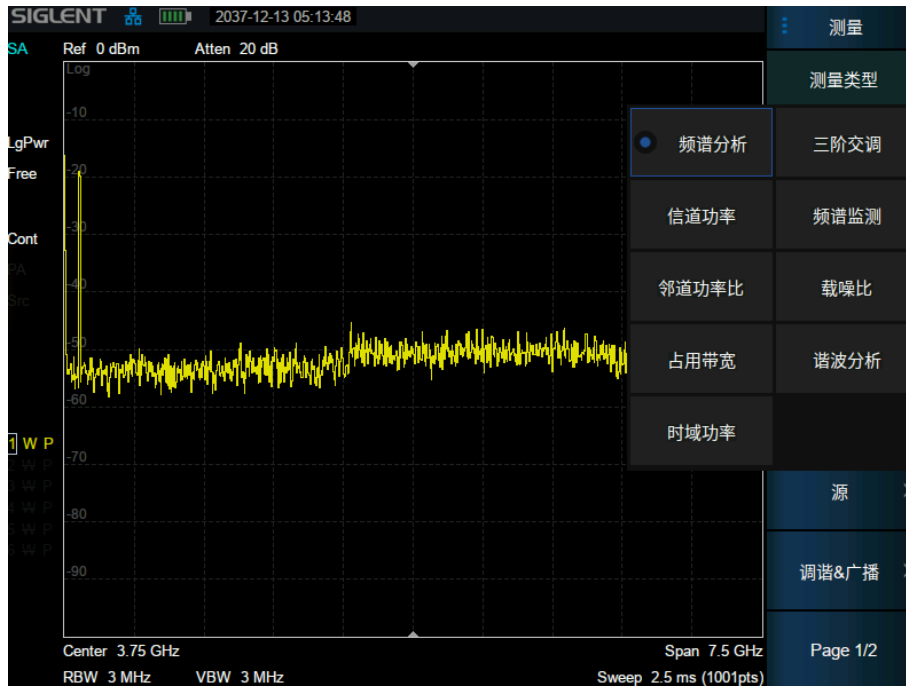 SIGLENT 2037-12-13 05:13:48
测量
SA Ref 0 dBm Atten 20 dB
Log
测量类型
-10
LgPwr
频谱分析 三阶交调
Free
-20
信道功率 频谱监测
-30
Cont
PA
-40
邻道功率比 载噪比
Src
-50
占用带宽 谐波分析
-60
时域功率
1 W P
-70
2 W P
3 W P
源
4 W P
-80
5 W P
6 W P
-90
调谐&广播
Center 3.75 GHz Span 7.5 GHz
Page 1/2
RBW 3 MHz VBW 3 MHz Sweep 2.5 ms (1001pts)